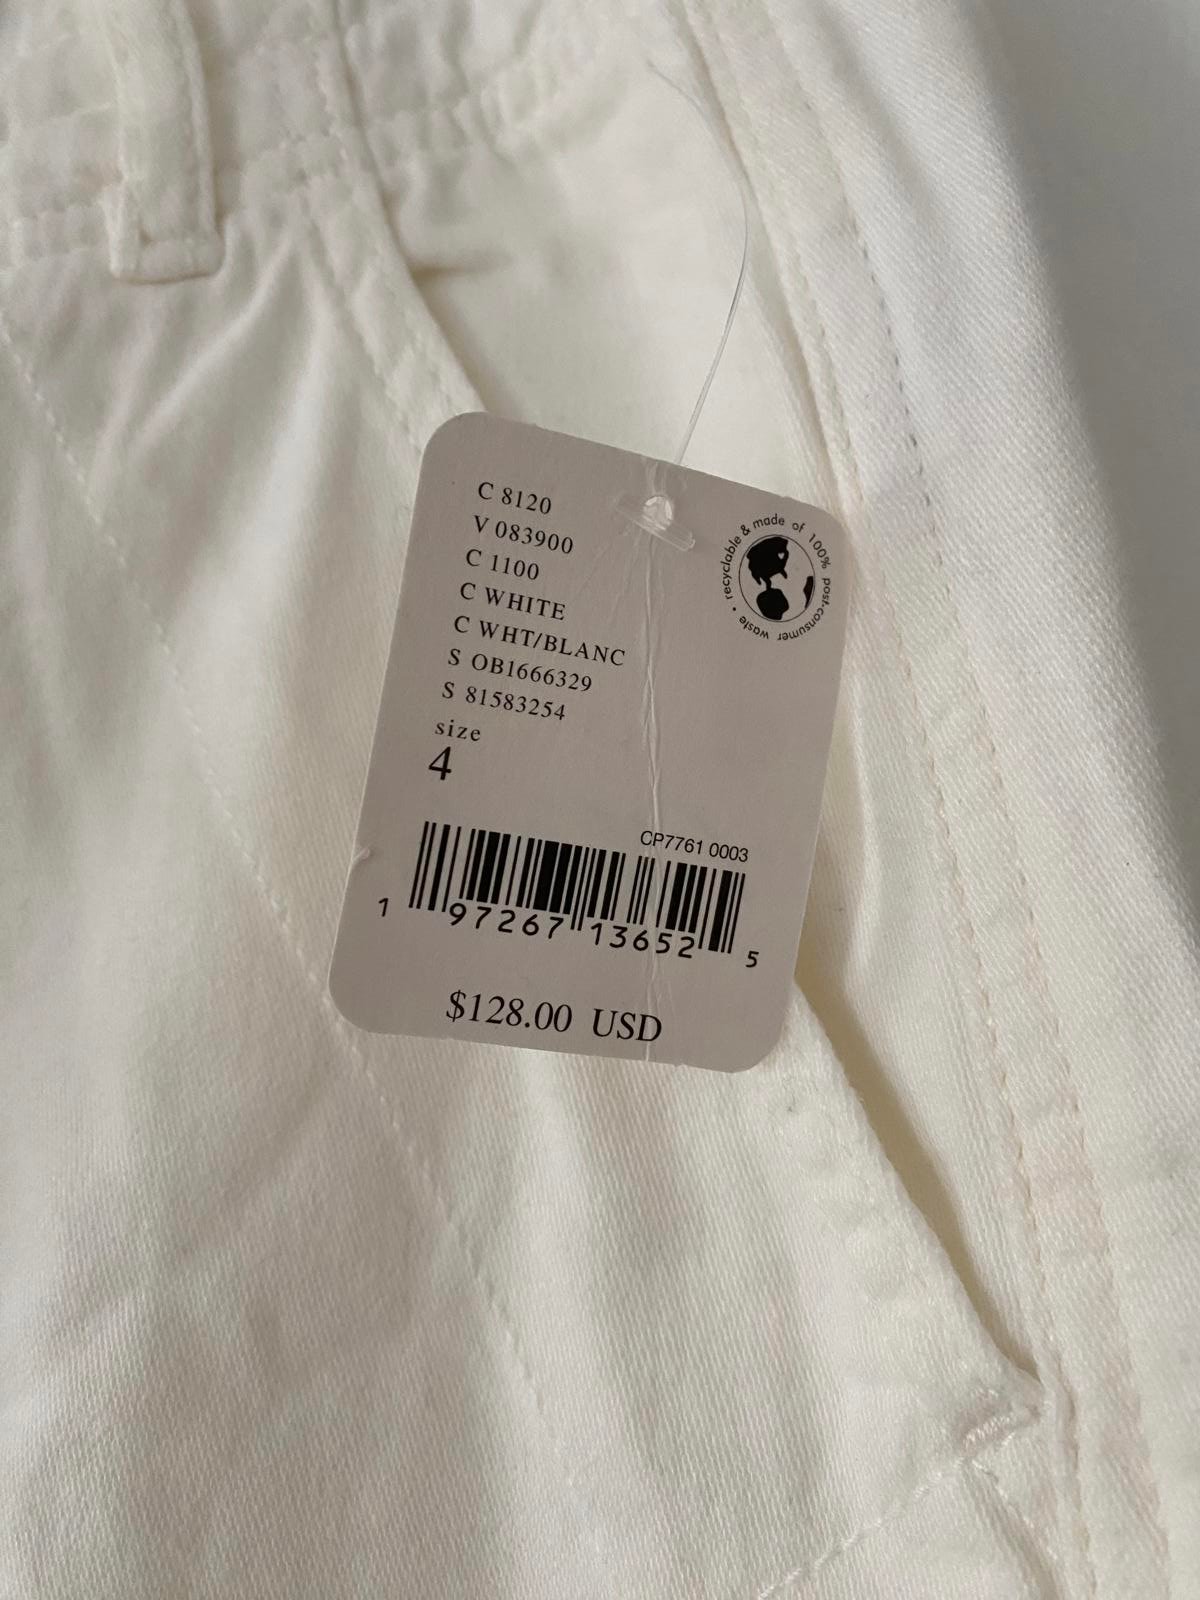 C 8120
V 083900
C 1100
C WHITE
C WHT/BLANC
S OB1666329
S 81583254
size
4
recyclable & made of 100% post-consumer waste •
CP7761 0003
1 97267 13652 5
$128.00 USD